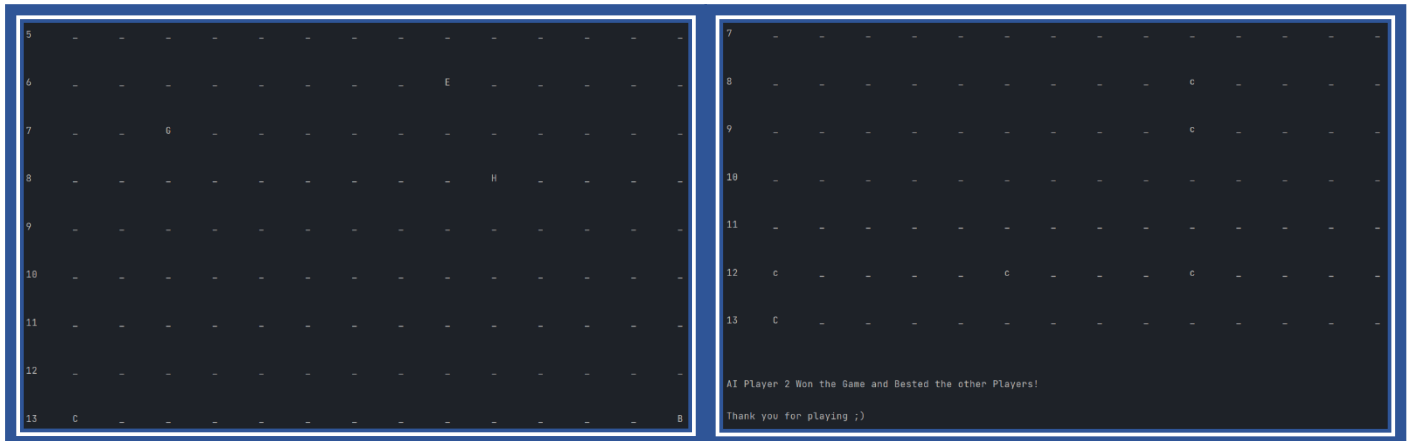 5 _ _ _ _ _ _ _ _ _ _ _ _ _ _
6 _ _ _ _ _ _ _ _ E _ _ _ _ _
7 _ _ G _ _ _ _ _ _ _ _ _ _ _
8 _ _ _ _ _ _ _ _ _ H _ _ _ _
9 _ _ _ _ _ _ _ _ _ _ _ _ _ _
10 _ _ _ _ _ _ _ _ _ _ _ _ _ _
11 _ _ _ _ _ _ _ _ _ _ _ _ _ _
12 _ _ _ _ _ _ _ _ _ _ _ _ _ _
13 C _ _ _ _ _ _ _ _ _ _ _ _ B
7 _ _ _ _ _ _ _ _ _ _ _ _ _ _
8 _ _ _ _ _ _ _ _ _ c _ _ _ _
9 _ _ _ _ _ _ _ _ _ c _ _ _ _
10 _ _ _ _ _ _ _ _ _ _ _ _ _ _
11 _ _ _ _ _ _ _ _ _ _ _ _ _ _
12 c _ _ _ _ c _ _ _ c _ _ _ _
13 C _ _ _ _ _ _ _ _ _ _ _ _ _
AI Player 2 Won the Game and Bested the other Players!
Thank you for playing ;)